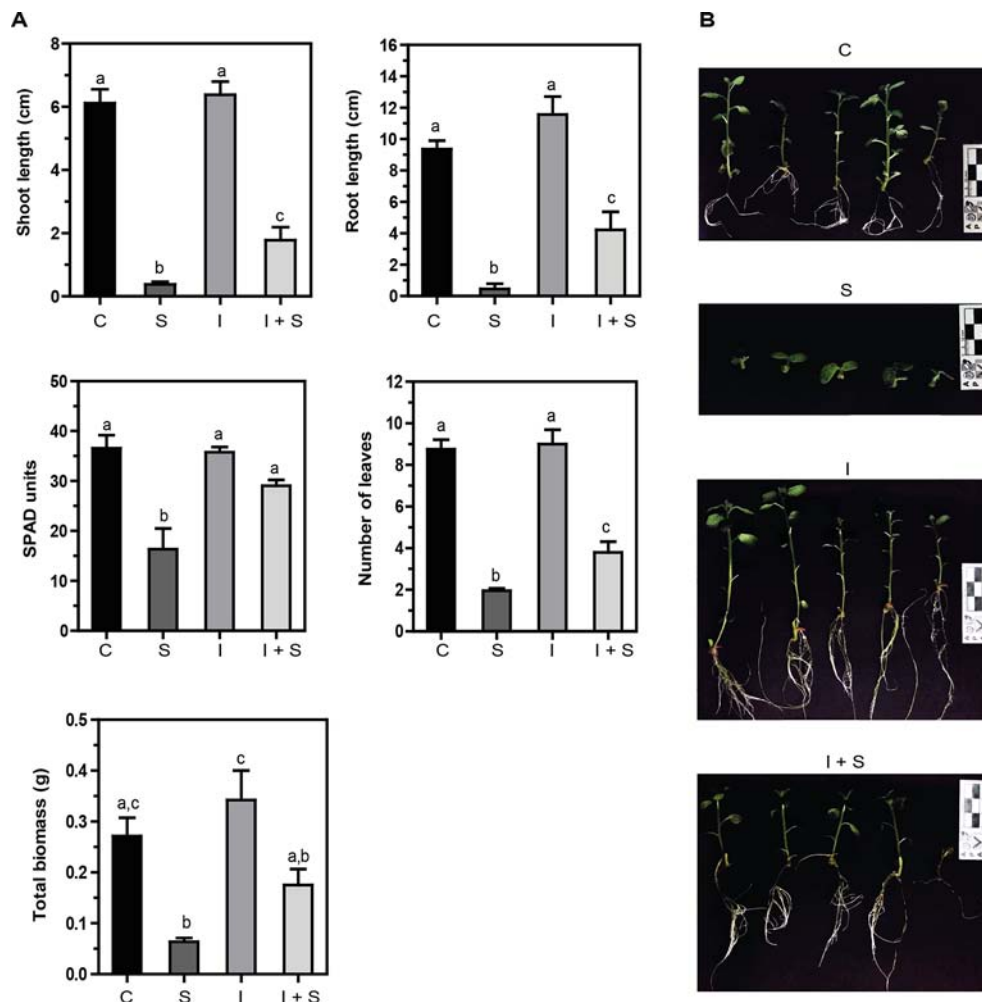 A
B
Shoot length (cm)
8
6
4
2
0
a
b
a
c
C S I I + S
Root length (cm)
16
14
12
10
8
6
4
2
0
a
b
a
c
C S I I + S
SPAD units
50
40
30
20
10
0
a
b
a
a
C S I I + S
Number of leaves
12
10
8
6
4
2
0
a
b
a
c
C S I I + S
Total biomass (g)
0.5
0.4
0.3
0.2
0.1
0.0
a,c
b
c
a,b
C S I I + S
C
S
I
I + S